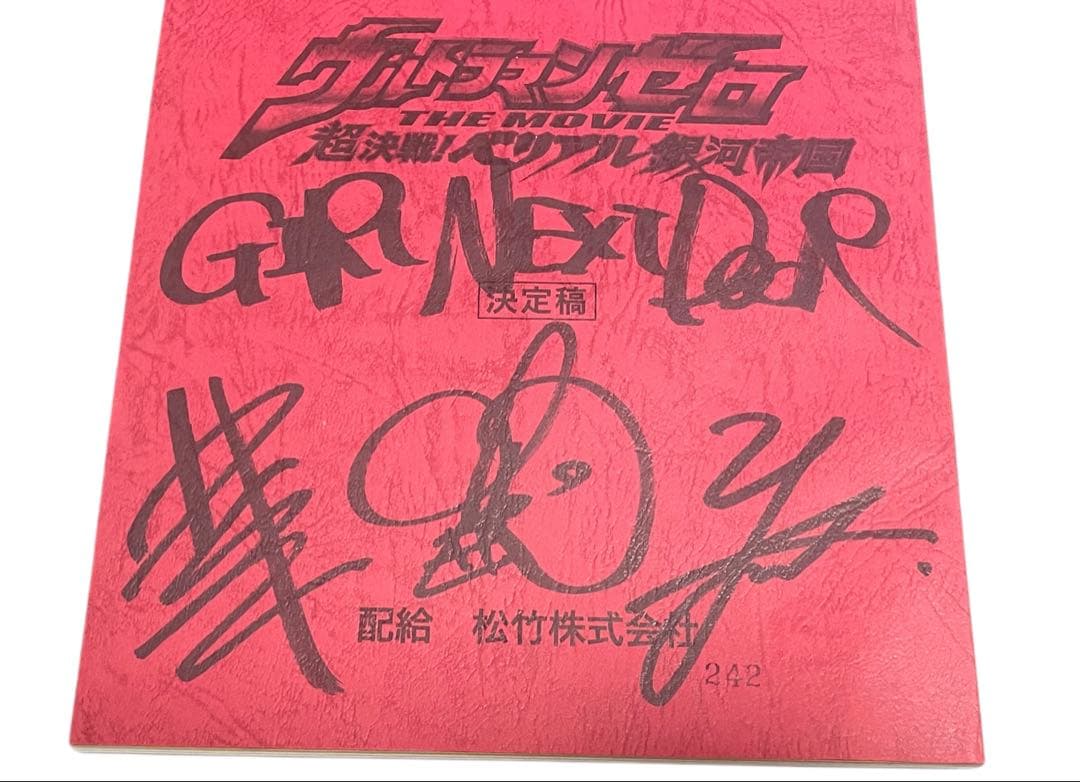 ウルトラマンゼロ
THE MOVIE
超決戦!ベリアル銀河帝国
GIRL NEXT DOOR
決定稿
配給 松竹株式会社
242